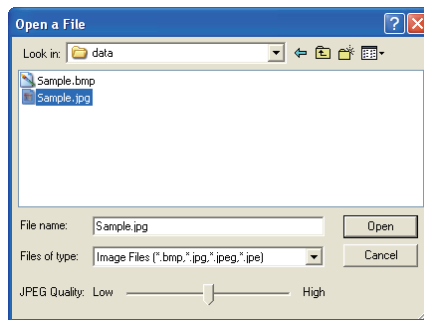 Open a File
Look in: data
Sample.bmp
Sample.jpg
File name: Sample.jpg Open
Files of type: Image Files (*.bmp,*.jpg,*.jpeg,*.jpe) Cancel
JPEG Quality: Low High